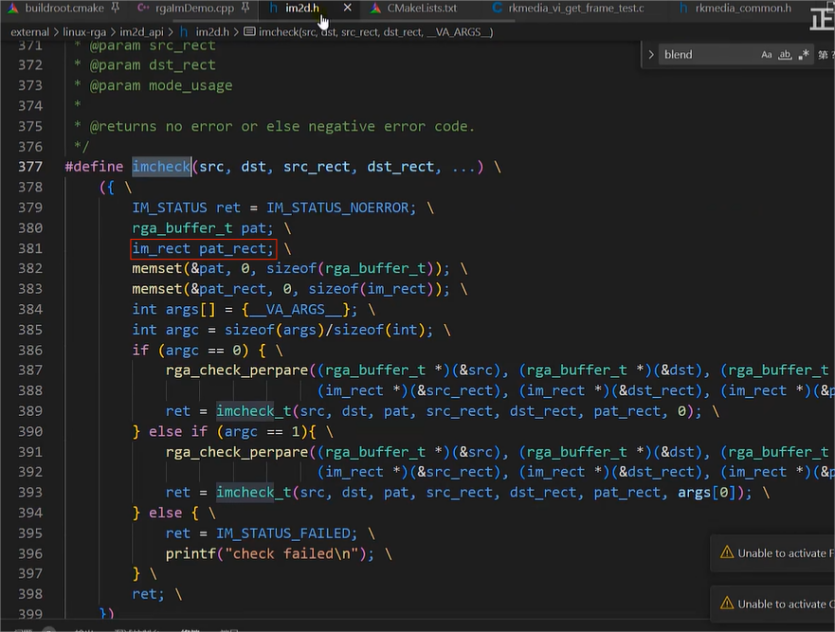 buildroot.cmake rgaImDemo.cpp im2d.h CMakeLists.txt rkmedia_vi_get_frame_test.c rkmedia_common.h
正
external > linux-rga > im2d_api > im2d.h > imcheck(src, dst, src_rect, dst_rect, __VA_ARGS__)
blend Aa ab .* 第
371 * @param src_rect
372 * @param dst_rect
373 * @param mode_usage
374 *
375 * @returns no error or else negative error code.
376 */
377 #define imcheck(src, dst, src_rect, dst_rect, ...) \
378 ({ \
379 IM_STATUS ret = IM_STATUS_NOERROR; \
380 rga_buffer_t pat; \
381 im_rect pat_rect; \
382 memset(&pat, 0, sizeof(rga_buffer_t)); \
383 memset(&pat_rect, 0, sizeof(im_rect)); \
384 int args[] = {__VA_ARGS__}; \
385 int argc = sizeof(args)/sizeof(int); \
386 if (argc == 0) { \
387 rga_check_perpare((rga_buffer_t *)(&src), (rga_buffer_t *)(&dst), (rga_buffer_t
388 (im_rect *)(&src_rect), (im_rect *)(&dst_rect), (im_rect *)(&p
389 ret = imcheck_t(src, dst, pat, src_rect, dst_rect, pat_rect, 0); \
390 } else if (argc == 1){ \
391 rga_check_perpare((rga_buffer_t *)(&src), (rga_buffer_t *)(&dst), (rga_buffer_t
392 (im_rect *)(&src_rect), (im_rect *)(&dst_rect), (im_rect *)(&p
393 ret = imcheck_t(src, dst, pat, src_rect, dst_rect, pat_rect, args[0]); \
394 } else { \
395 ret = IM_STATUS_FAILED; \
396 printf("check failed\n"); \
397 } \
398 ret; \
399 })
Unable to activate F
Unable to activate C